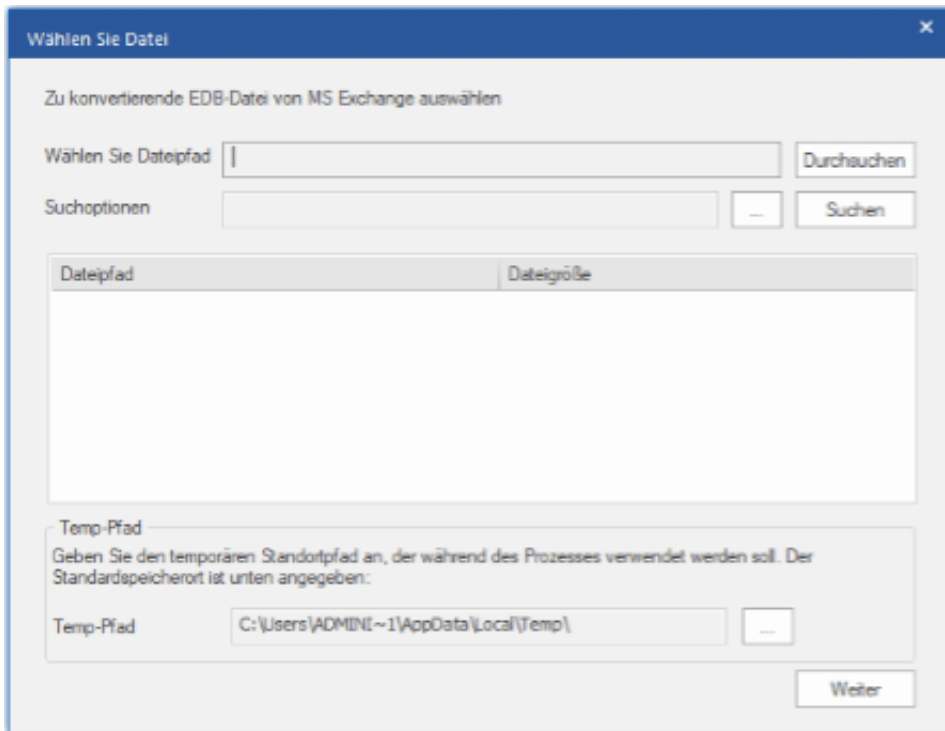 Wählen Sie Datei
Zu konvertierende EDB-Datei von MS Exchange auswählen
Wählen Sie Dateipfad
Durchsuchen
Suchoptionen
...
Suchen
Dateipfad
Dateigröße
Temp-Pfad
Geben Sie den temporären Standortpfad an, der während des Prozesses verwendet werden soll. Der
Standardspeicherort ist unten angegeben:
Temp-Pfad
C:\Users\ADMINI~1\AppData\Local\Temp\
...
Weiter